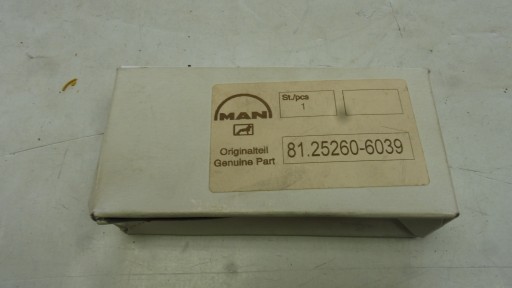 MAN
St./pcs
1
Originalteil
Genuine Part
81.25260-6039